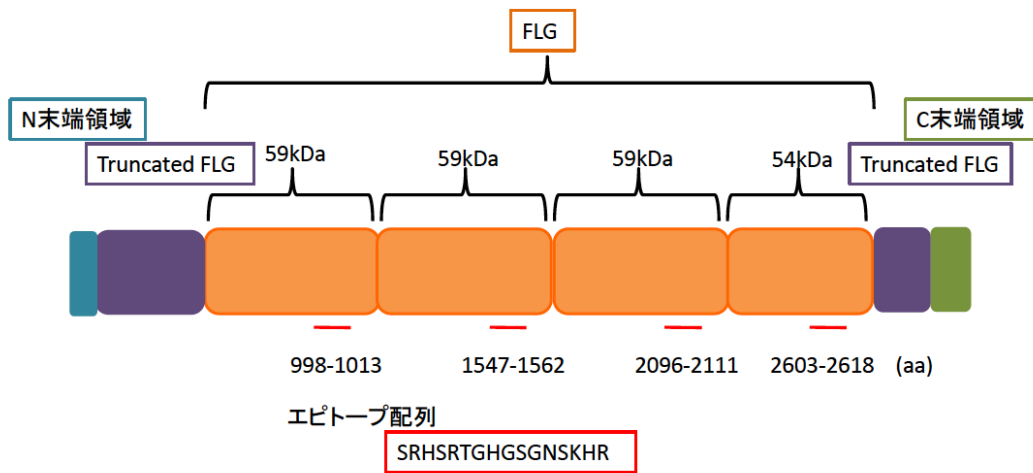 FLG
N末端領域
C末端領域
Truncated FLG
59kDa
59kDa
59kDa
54kDa
Truncated FLG
998-1013
1547-1562
2096-2111
2603-2618
(aa)
エピトープ配列
SRHSRTGHGSGNSKHR